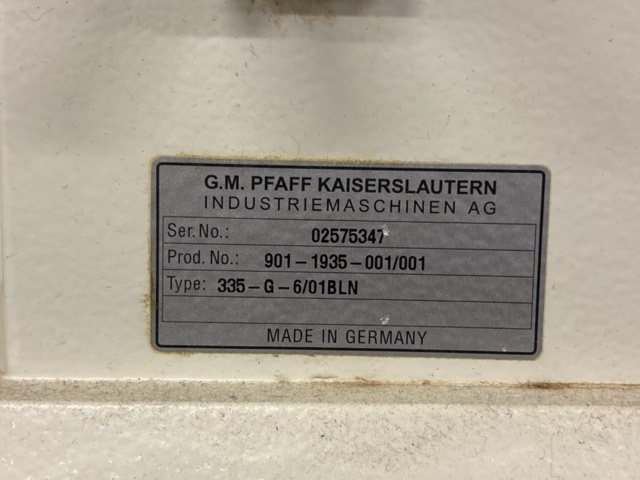 G.M. PFAFF KAISERSLAUTERN
INDUSTRIEMASCHINEN AG
Ser.No.: 02575347
Prod. No.: 901-1935-001/001
Type: 335-G-6/01BLN
MADE IN GERMANY